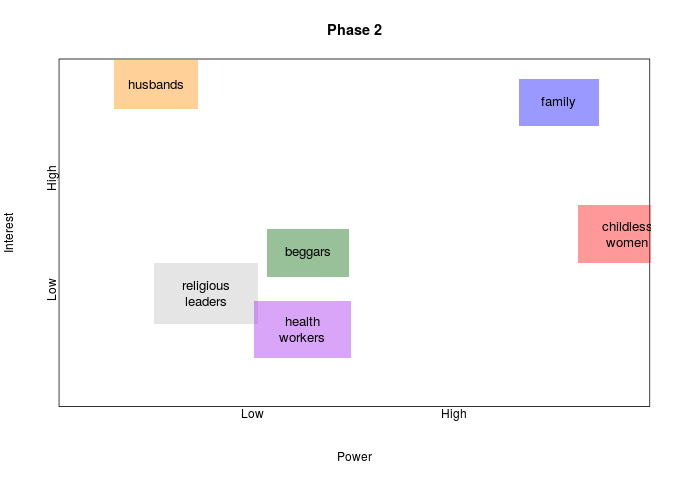 Phase 2
husbands
family
High
childless
women
beggars
Interest
religious
leaders
Low
health
workers
Low
High
Power